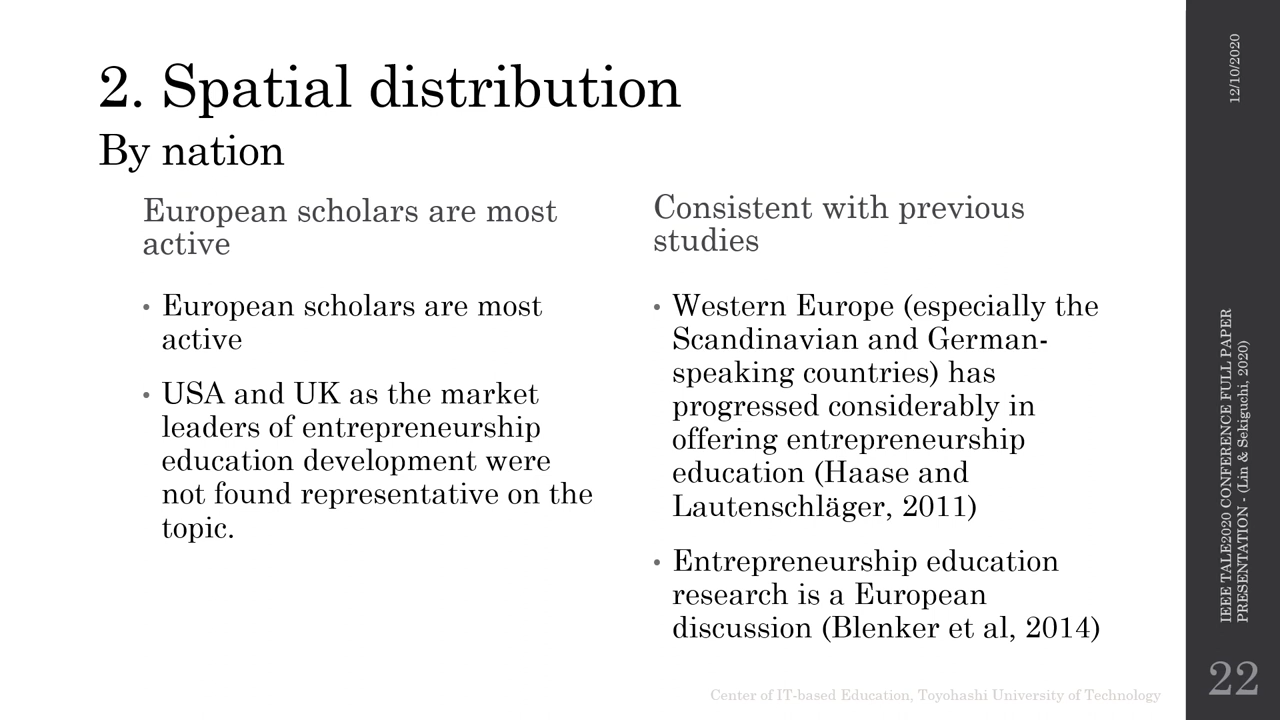 2. Spatial distribution
By nation
European scholars are most
active
• European scholars are most
active
• USA and UK as the market
leaders of entrepreneurship
education development were
not found representative on the
topic.
Consistent with previous
studies
• Western Europe (especially the
Scandinavian and German-
speaking countries) has
progressed considerably in
offering entrepreneurship
education (Haase and
Lautenschläger, 2011)
• Entrepreneurship education
research is a European
discussion (Blenker et al, 2014)
Center of IT-based Education, Toyohashi University of Technology
12/10/2020
IEEE TALE2020 CONFERENCE FULL PAPER
PRESENTATION - (Lin & Sekiguchi, 2020)
22